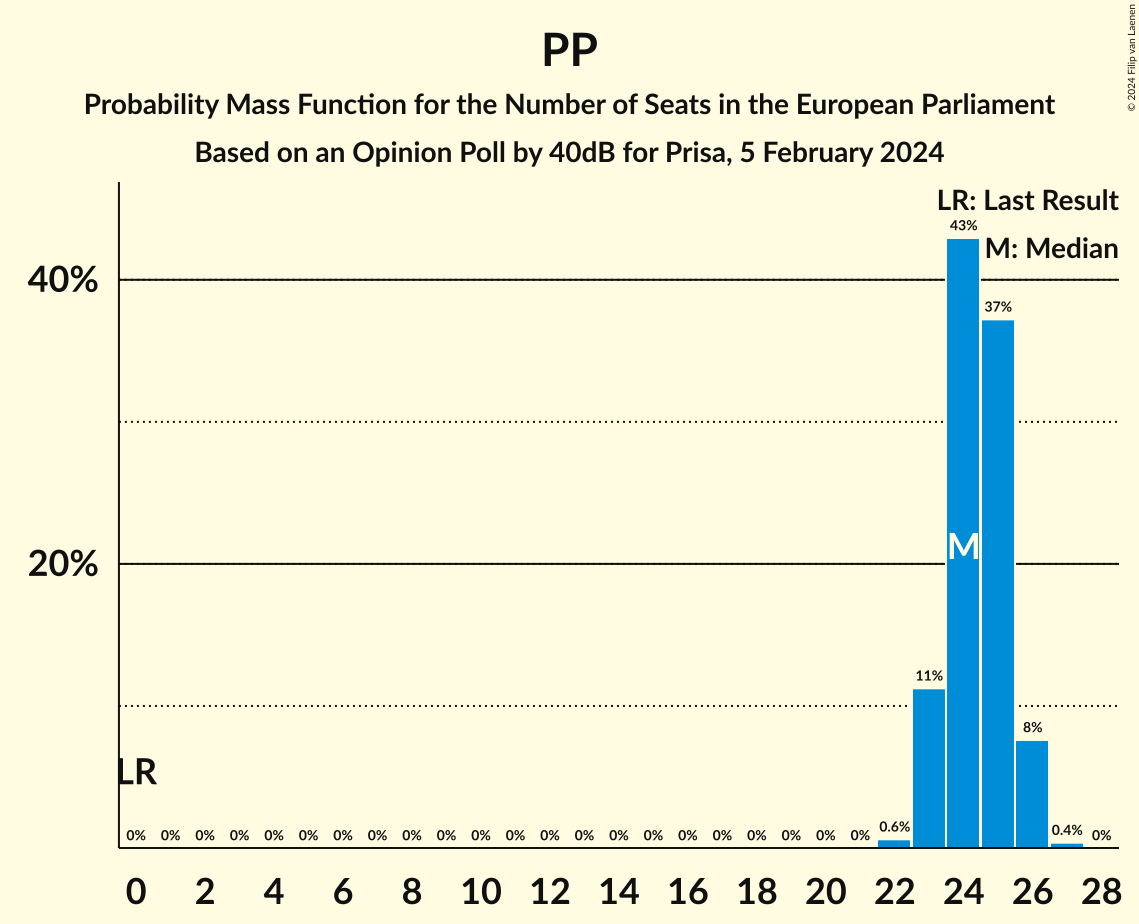 PP
Probability Mass Function for the Number of Seats in the European Parliament
Based on an Opinion Poll by 40dB for Prisa, 5 February 2024
© 2024 Filip van Laenen
LR: Last Result
M: Median
43%
40%
37%
M
20%
11%
8%
LR
0% 0% 0% 0% 0% 0% 0% 0% 0% 0% 0% 0% 0% 0% 0% 0% 0% 0% 0% 0% 0% 0% 0.6% 0.4% 0%
0 2 4 6 8 10 12 14 16 18 20 22 24 26 28